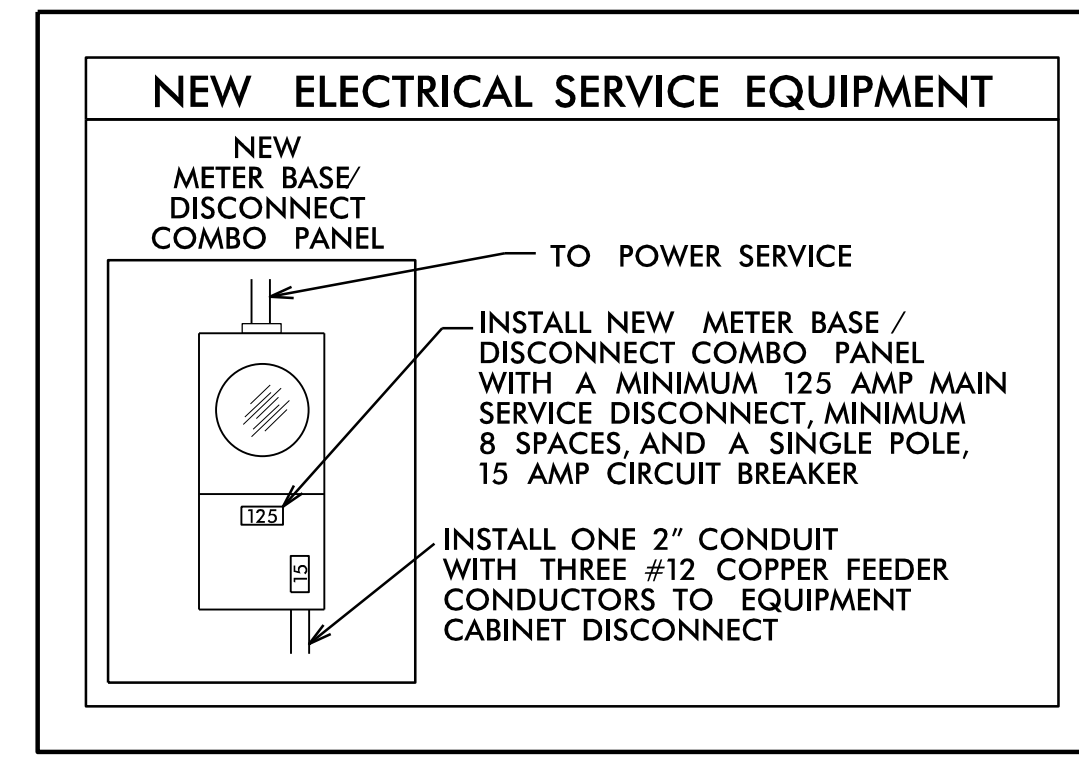 NEW ELECTRICAL SERVICE EQUIPMENT
NEW
METER BASE/
DISCONNECT
COMBO PANEL
TO POWER SERVICE
INSTALL NEW METER BASE /
DISCONNECT COMBO PANEL
WITH A MINIMUM 125 AMP MAIN
SERVICE DISCONNECT, MINIMUM
8 SPACES, AND A SINGLE POLE,
15 AMP CIRCUIT BREAKER
125
15
INSTALL ONE 2" CONDUIT
WITH THREE #12 COPPER FEEDER
CONDUCTORS TO EQUIPMENT
CABINET DISCONNECT